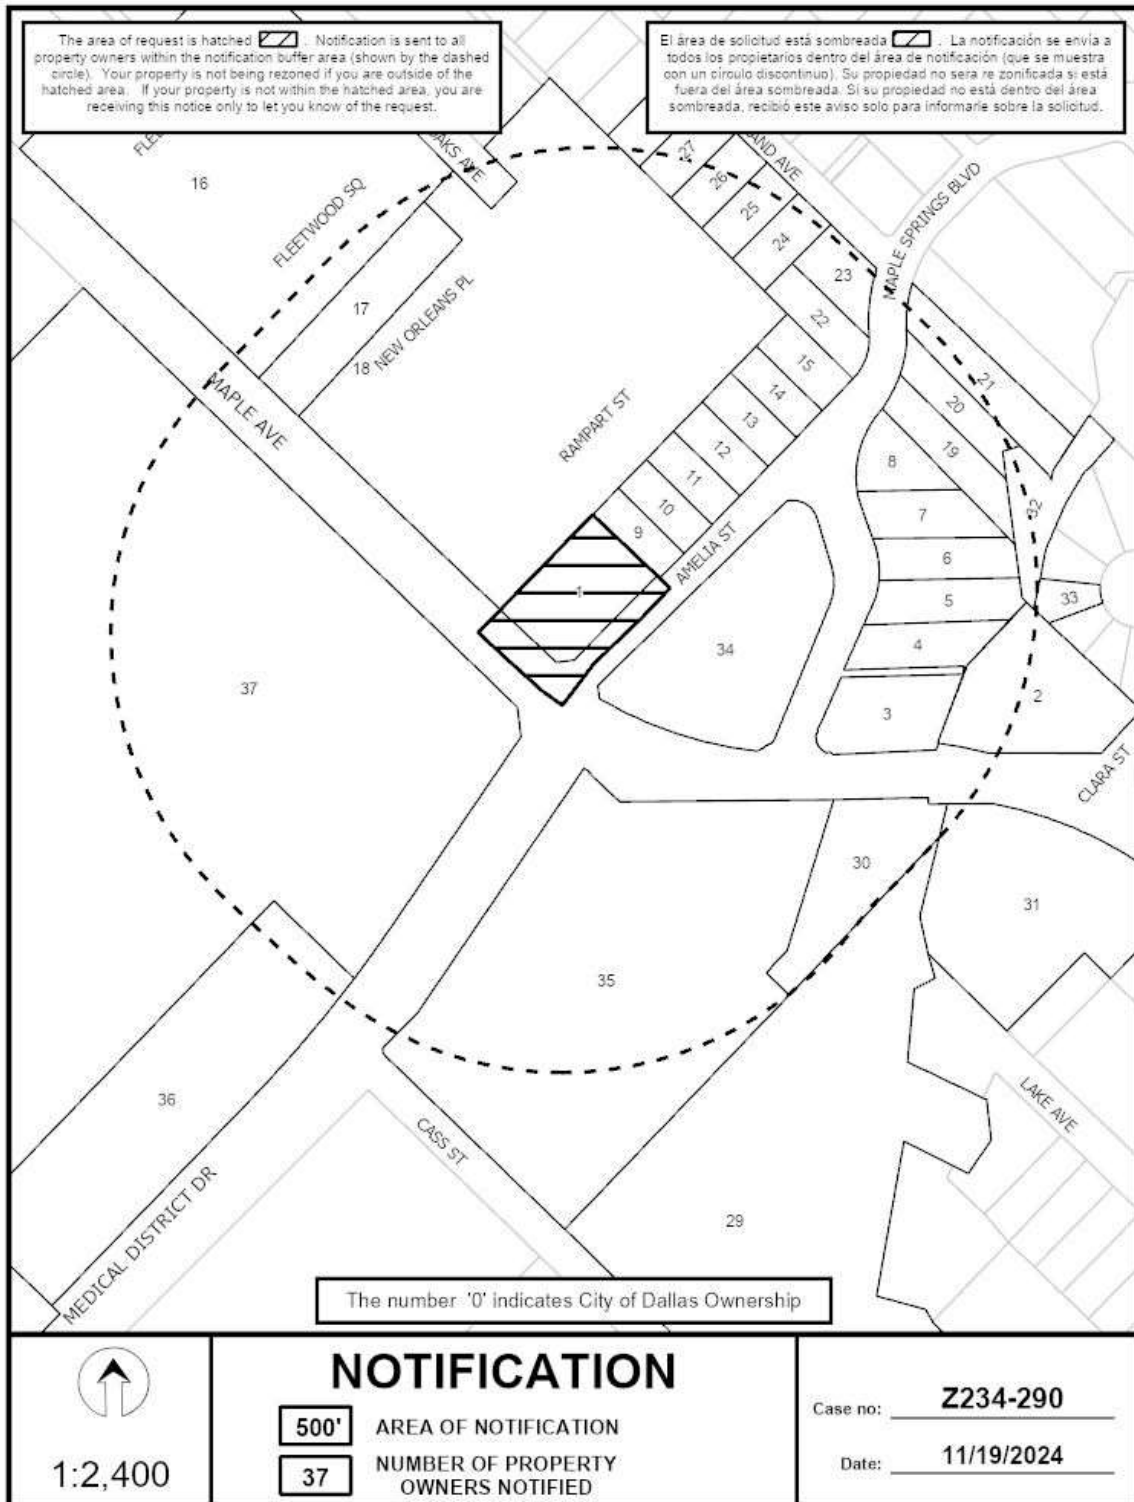 The area of request is hatched . Notification is sent to all
property owners within the notification buffer area (shown by the dashed
circle). Your property is not being rezoned if you are outside of the
hatched area. If your property is not within the hatched area, you are
receiving this notice only to let you know of the request.
El área de solicitud está sombreada . La notificación se envía a
todos los propietarios dentro del área de notificación (que se muestra
con un círculo discontinuo). Su propiedad no sera re zonificada si está
fuera del área sombreada. Si su propiedad no está dentro del área
sombreada, recibió este aviso solo para informarle sobre la solicitud.
OAKS AVE
AND AVE
MAPLE SPRINGS BLVD
16
FLEETWOOD SQ
27
26
25
24
23
22
17
18
NEW ORLEANS PL
MAPLE AVE
RAMPART ST
15
14
13
12
11
10
9
21
20
19
8
7
6
5
4
3
32
33
1
AMELIA ST
34
37
2
CLARA ST
30
31
35
36
LAKE AVE
CASS ST
29
MEDICAL DISTRICT DR
The number '0' indicates City of Dallas Ownership
1:2,400
NOTIFICATION
500' AREA OF NOTIFICATION
37 NUMBER OF PROPERTY
OWNERS NOTIFIED
Case no: Z234-290
Date: 11/19/2024